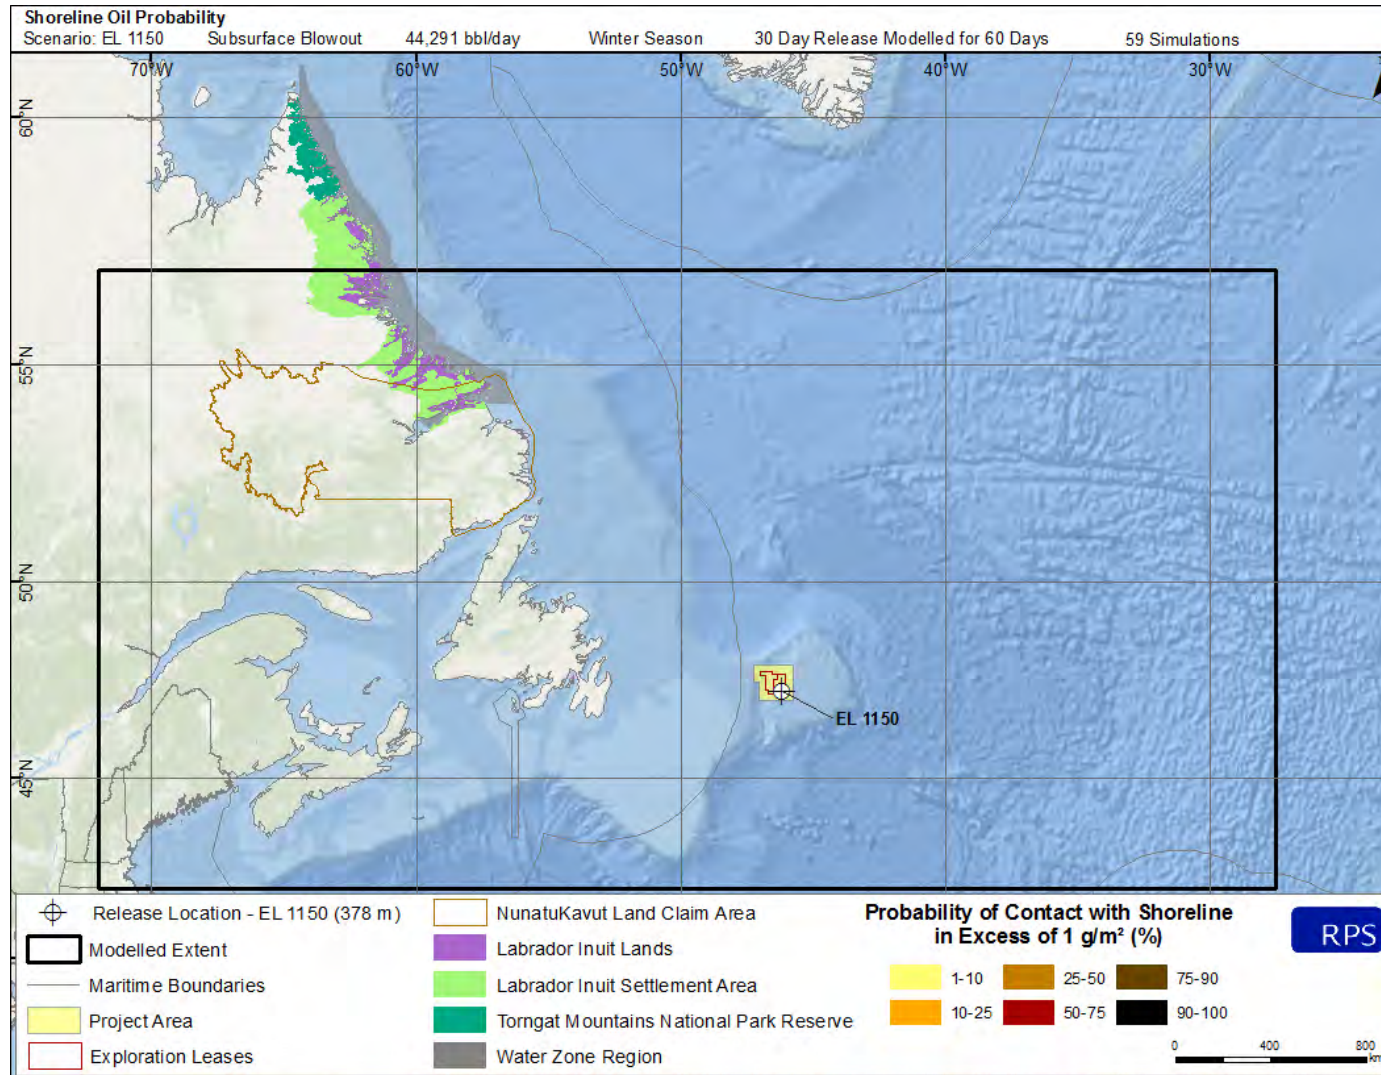 Shoreline Oil Probability
Scenario: EL 1150 Subsurface Blowout 44,291 bbl/day Winter Season 30 Day Release Modelled for 60 Days 59 Simulations
70°W 60°W 50°W 40°W 30°W
60°N
55°N
50°N
45°N
EL 1150
Release Location - EL 1150 (378 m)
Modelled Extent
Maritime Boundaries
Project Area
Exploration Leases
NunatuKavut Land Claim Area
Labrador Inuit Lands
Labrador Inuit Settlement Area
Torngat Mountains National Park Reserve
Water Zone Region
Probability of Contact with Shoreline
in Excess of 1 g/m² (%)
1-10 25-50 75-90
10-25 50-75 90-100
RPS
0 400 800
km